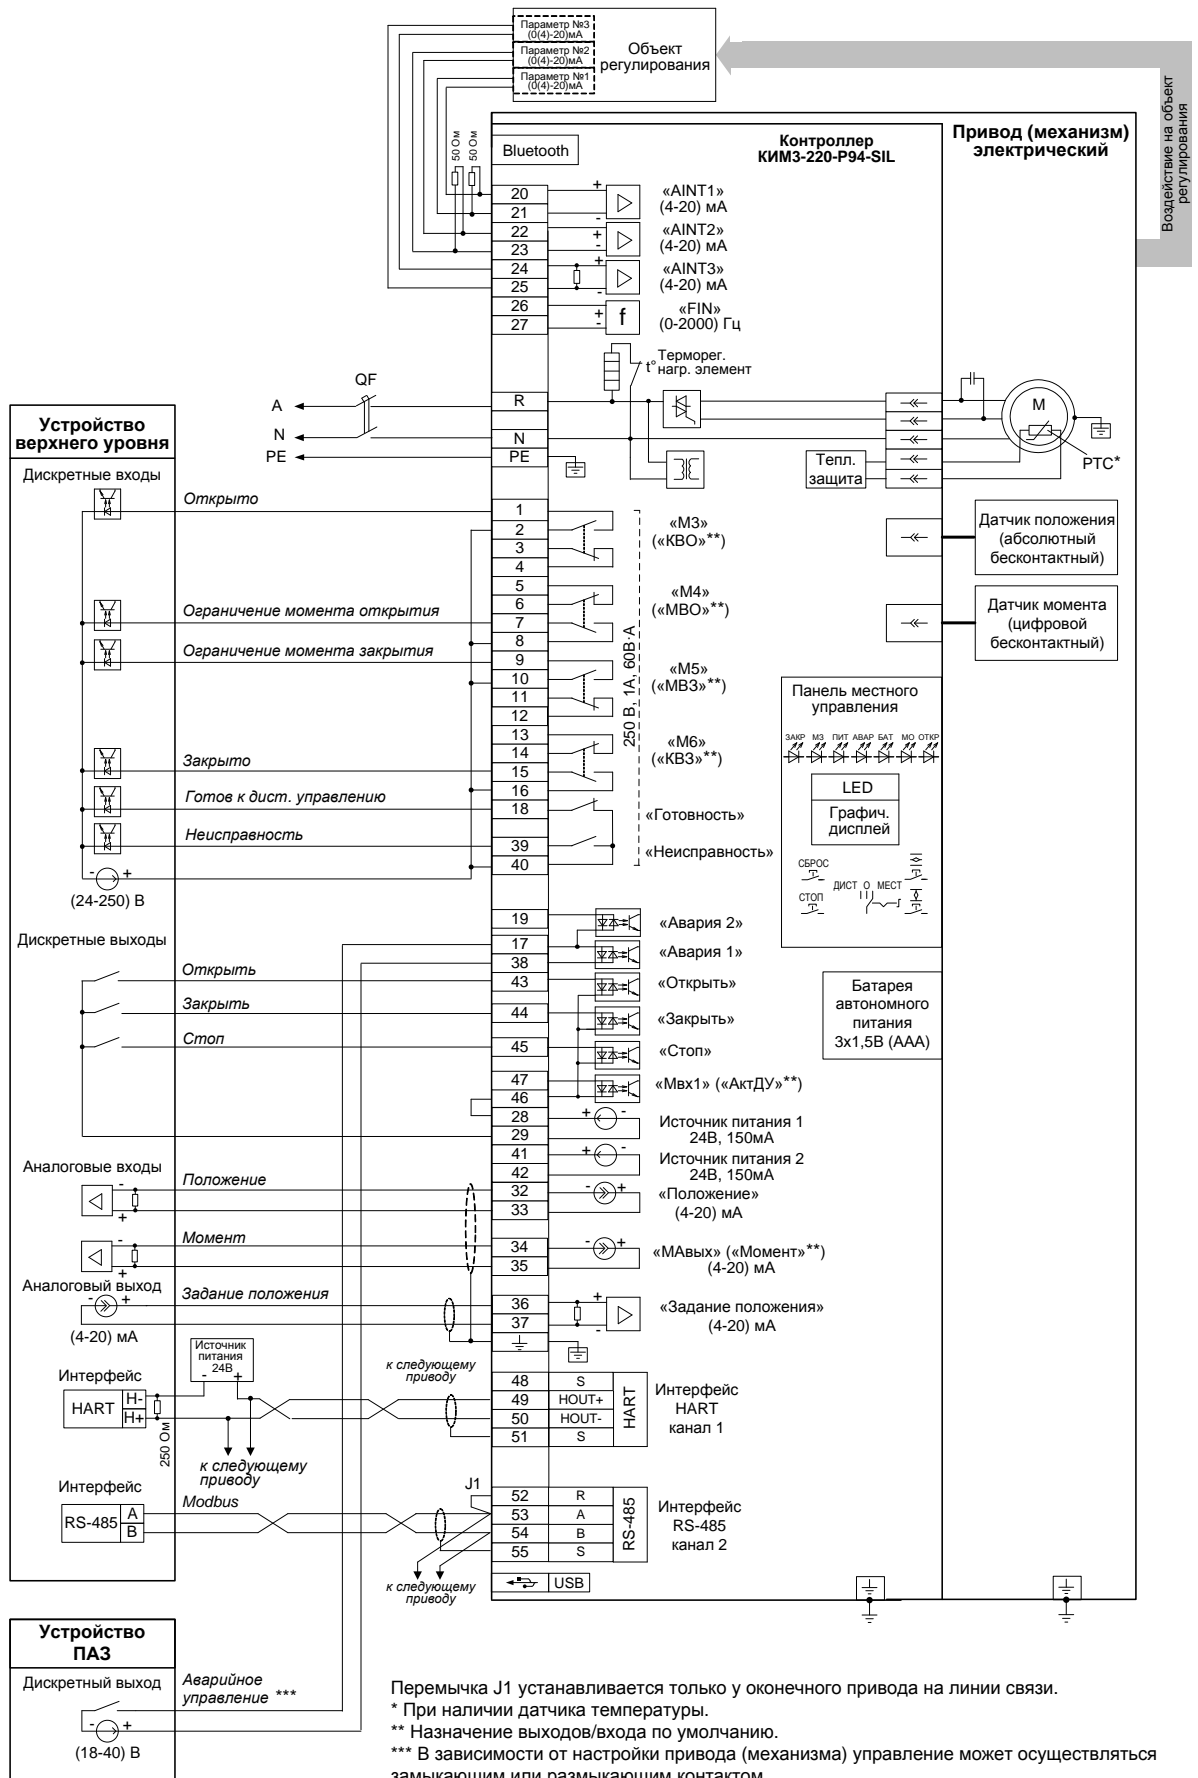 Параметр №3
(0(4)-20)мА
Параметр №2
(0(4)-20)мА
Параметр №1
(0(4)-20)мА
Объект
регулирования
Воздействие на объект
регулирования
Контроллер
КИМ3-220-Р94-SIL
Привод (механизм)
электрический
Bluetooth
50 Ом
50 Ом
20
21
22
23
24
25
26
27
+
-
«AINT1»
(4-20) мА
+
-
«AINT2»
(4-20) мА
+
-
«AINT3»
(4-20) мА
+
-
f
«FIN»
(0-2000) Гц
t°
Терморег.
нагр. элемент
QF
A
N
PE
R
N
PE
Тепл.
защита
M
PTC*
Устройство
верхнего уровня
Дискретные входы
Открыто
Ограничение момента открытия
Ограничение момента закрытия
Закрыто
Готов к дист. управлению
Неисправность
- +
(24-250) В
1
2
3
4
5
6
7
8
9
10
11
12
13
14
15
16
18
39
40
«М3»
(«КВО»**)
«М4»
(«МВО»**)
«М5»
(«МВЗ»**)
«М6»
(«КВЗ»**)
250 В, 1А, 60В·А
«Готовность»
«Неисправность»
Датчик положения
(абсолютный
бесконтактный)
Датчик момента
(цифровой
бесконтактный)
Панель местного
управления
ЗАКР МЗ ПИТ АВАР БАТ МО ОТКР
LED
Графич.
дисплей
СБРОС
СТОП
ДИСТ О МЕСТ
Батарея
автономного
питания
3х1,5В (ААА)
Дискретные выходы
Открыть
Закрыть
Стоп
19
17
38
43
44
45
47
46
28
29
41
42
32
33
34
35
36
37
«Авария 2»
«Авария 1»
«Открыть»
«Закрыть»
«Стоп»
«Мвх1» («АктДУ»**)
+ -
Источник питания 1
24В, 150мА
+ -
Источник питания 2
24В, 150мА
- +
«Положение»
(4-20) мА
- +
«МАвых» («Момент»**)
(4-20) мА
+
-
«Задание положения»
(4-20) мА
Аналоговые входы
-
+
Положение
-
+
Момент
Аналоговый выход
- +
Задание положения
(4-20) мА
Источник
питания
24В
- +
к следующему
приводу
Интерфейс
HART
H-
H+
250 Ом
к следующему
приводу
48 S
49 HOUT+
50 HOUT-
51 S
HART
Интерфейс
HART
канал 1
Интерфейс
RS-485
A
B
Modbus
J1
52 R
53 A
54 B
55 S
RS-485
Интерфейс
RS-485
канал 2
к следующему
приводу
USB
Устройство
ПАЗ
Дискретный выход
- +
(18-40) В
Аварийное
управление ***
Перемычка J1 устанавливается только у оконечного привода на линии связи.
* При наличии датчика температуры.
** Назначение выходов/входа по умолчанию.
*** В зависимости от настройки привода (механизма) управление может осуществляться
замыкающим или размыкающим контактом